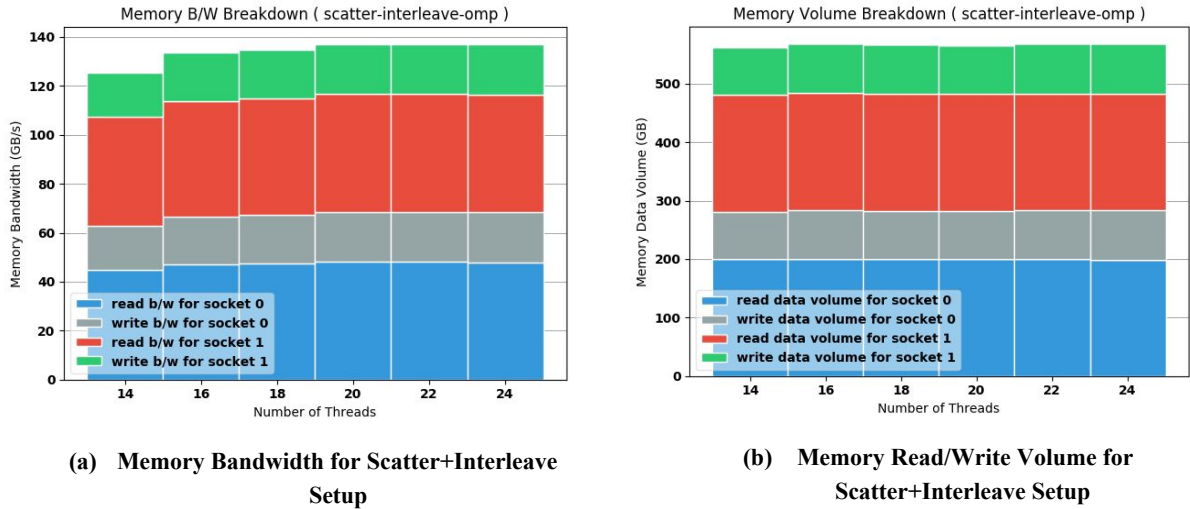 Memory B/W Breakdown ( scatter-interleave-omp )
140
120
100
80
60
40
20
0
Memory Bandwidth (GB/s)
read b/w for socket 0
write b/w for socket 0
read b/w for socket 1
write b/w for socket 1
14 16 18 20 22 24
Number of Threads
(a) Memory Bandwidth for Scatter+Interleave
Setup
Memory Volume Breakdown ( scatter-interleave-omp )
500
400
300
200
100
0
Memory Data Volume (GB)
read data volume for socket 0
write data volume for socket 0
read data volume for socket 1
write data volume for socket 1
14 16 18 20 22 24
Number of Threads
(b) Memory Read/Write Volume for
Scatter+Interleave Setup